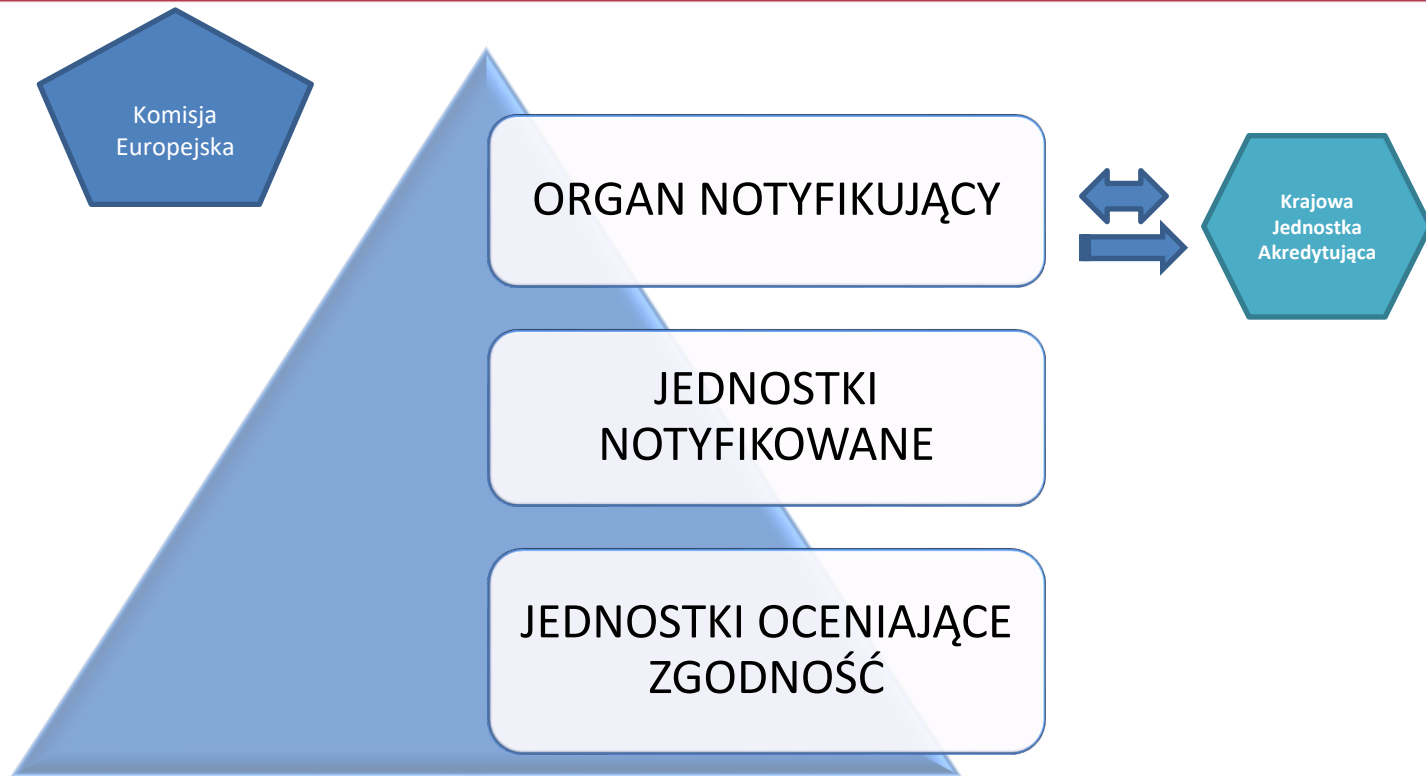 Komisja
Europejska
ORGAN NOTYFIKUJĄCY
Krajowa
Jednostka
Akredytująca
JEDNOSTKI
NOTYFIKOWANE
JEDNOSTKI OCENIAJĄCE
ZGODNOŚĆ